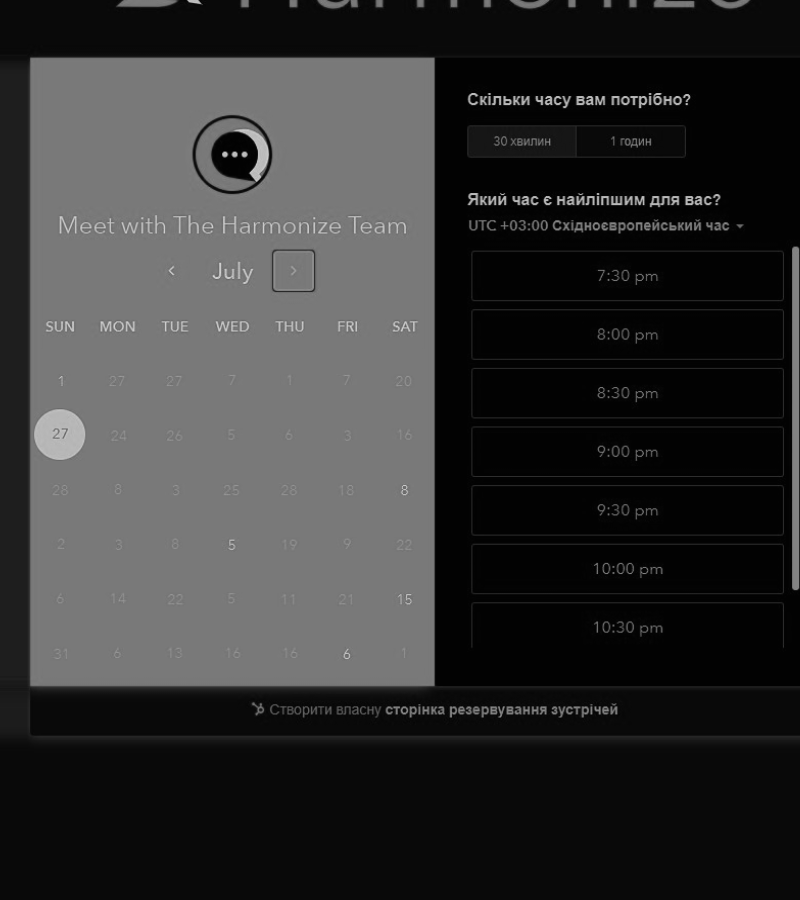 Harmonize
Meet with The Harmonize Team
July
SUN MON TUE WED THU FRI SAT
1 27 27 7 1 7 20
27 24 26 5 6 3 16
28 8 3 25 28 18 8
2 3 8 5 19 9 22
6 14 22 5 11 21 15
31 6 13 16 16 6 1
Скільки часу вам потрібно?
30 хвилин 1 годин
Який час є найліпшим для вас?
UTC +03:00 Східноєвропейський час
7:30 pm
8:00 pm
8:30 pm
9:00 pm
9:30 pm
10:00 pm
10:30 pm
Створити власну сторінка резервування зустрічей